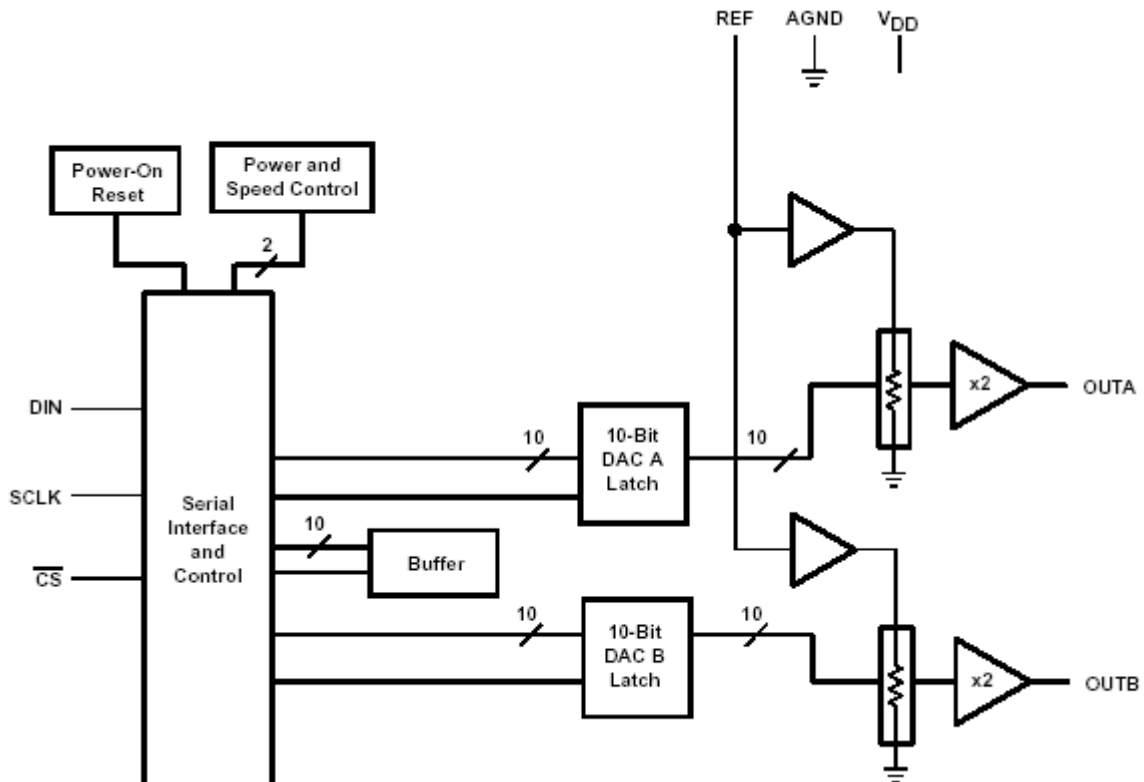 REF AGND VDD
Power-On
Reset
Power and
Speed Control
2
DIN
SCLK
CS
Serial
Interface
and
Control
10
10-Bit
DAC A
Latch
10
x2
OUTA
10
Buffer
10
10-Bit
DAC B
Latch
10
x2
OUTB